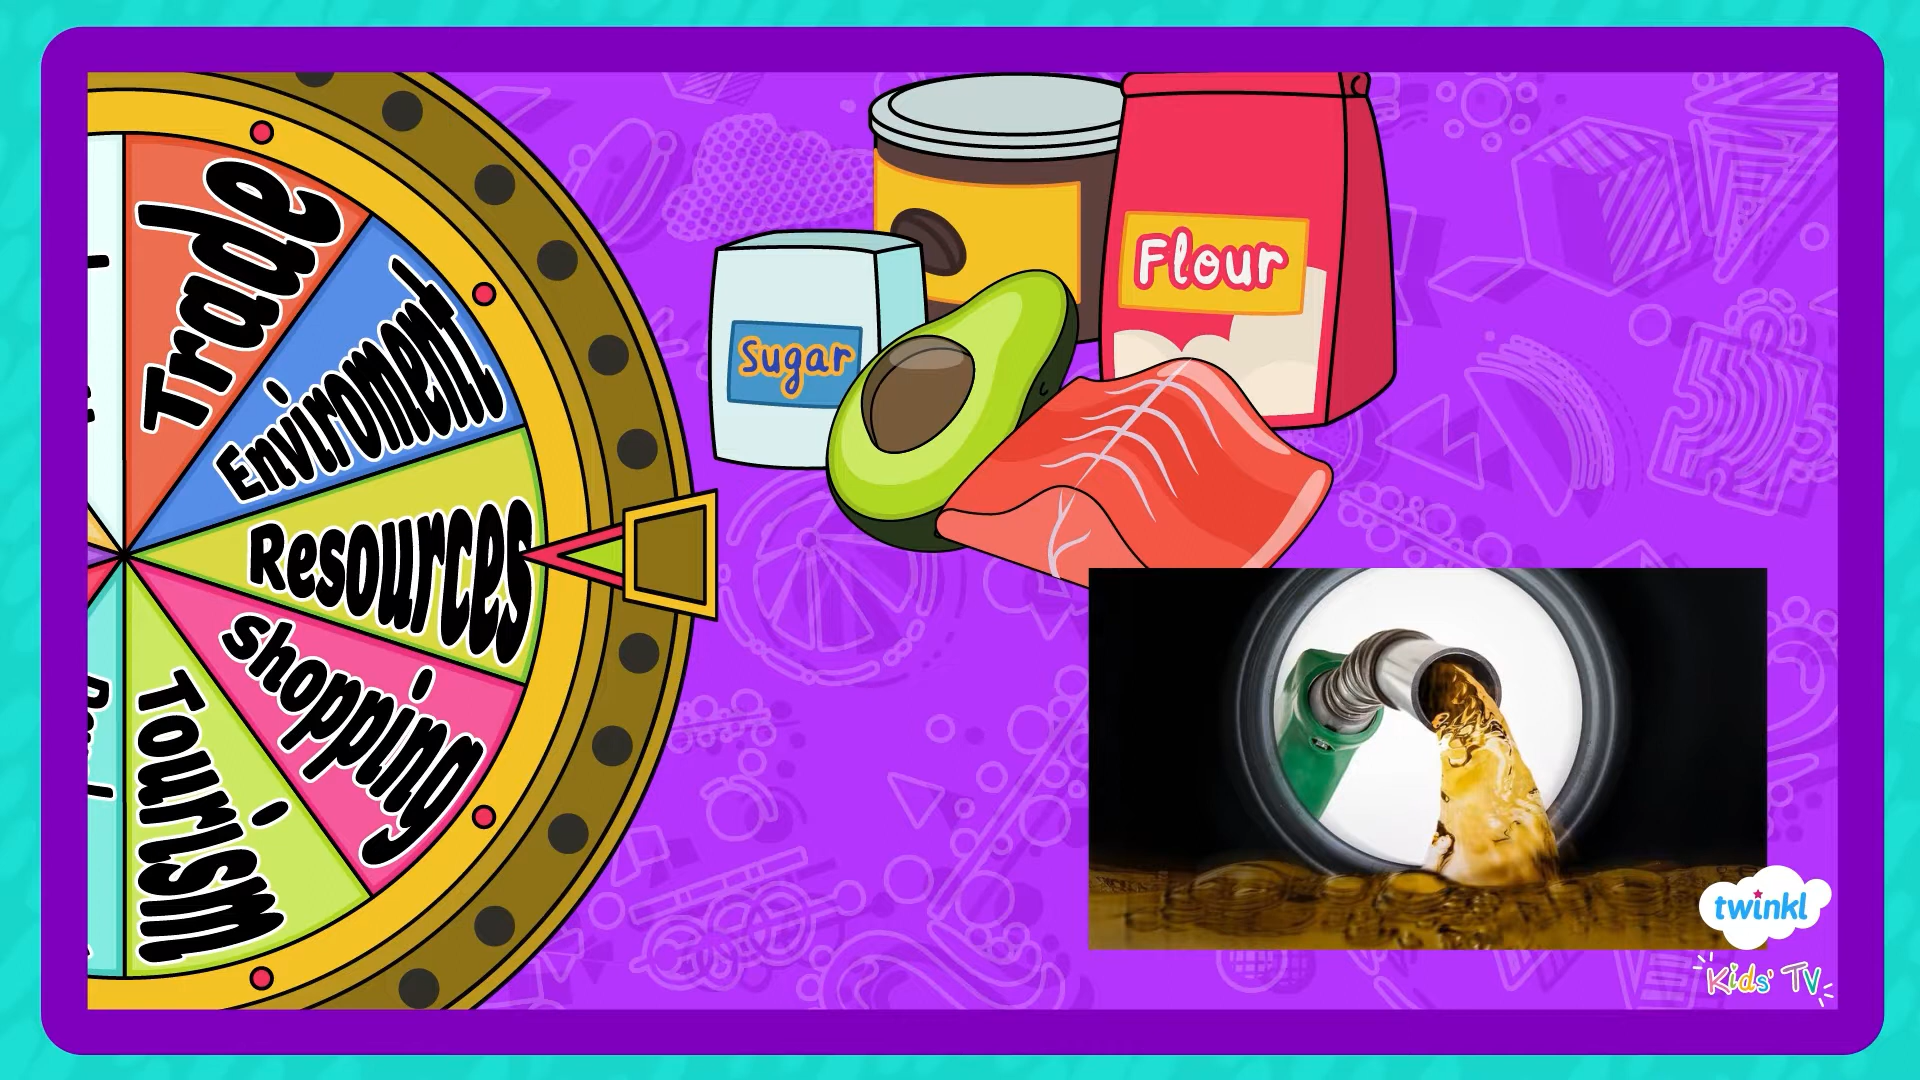 Trade
Enviroment
Resources
shopping
Tourism
Sugar
Flour
twinkl
Kids' TV